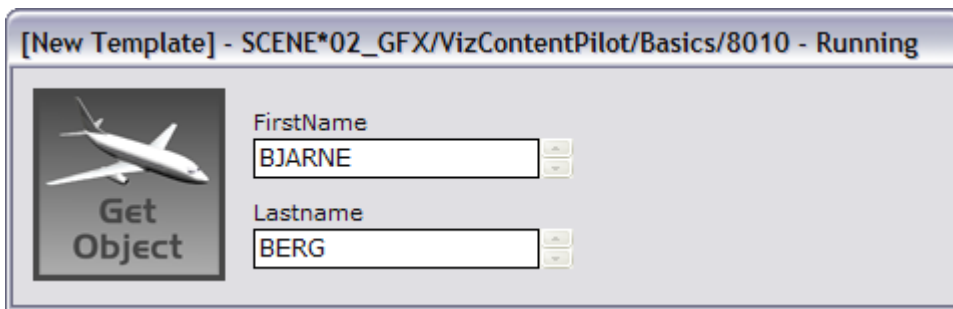 [New Template] - SCENE*02_GFX/VizContentPilot/Basics/8010 - Running
FirstName
BJARNE
Get
Object
Lastname
BERG